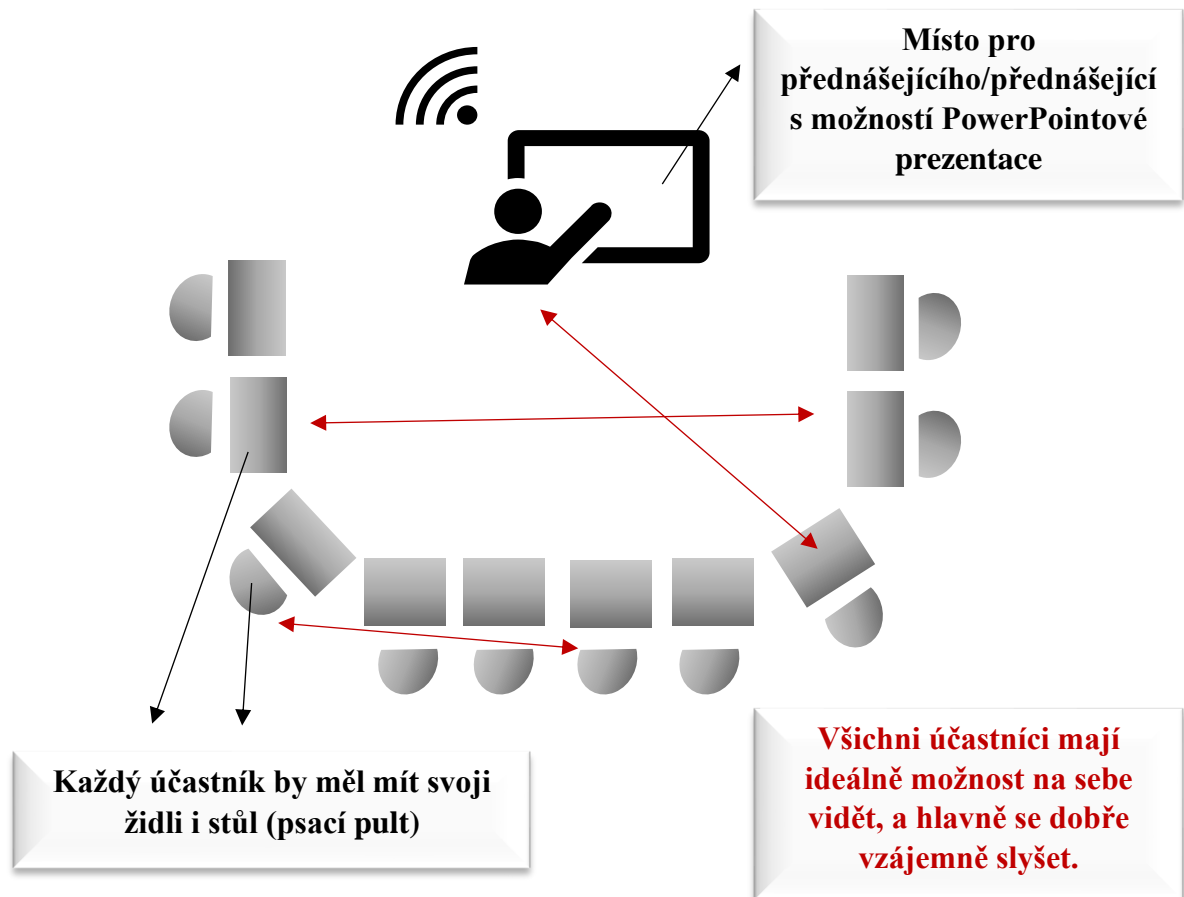 Místo pro
přednášejícího/přednášející
s možností PowerPointové
prezentace
Každý účastník by měl mít svoji
židli i stůl (psací pult)
Všichni účastníci mají
ideálně možnost na sebe
vidět, a hlavně se dobře
vzájemně slyšet.